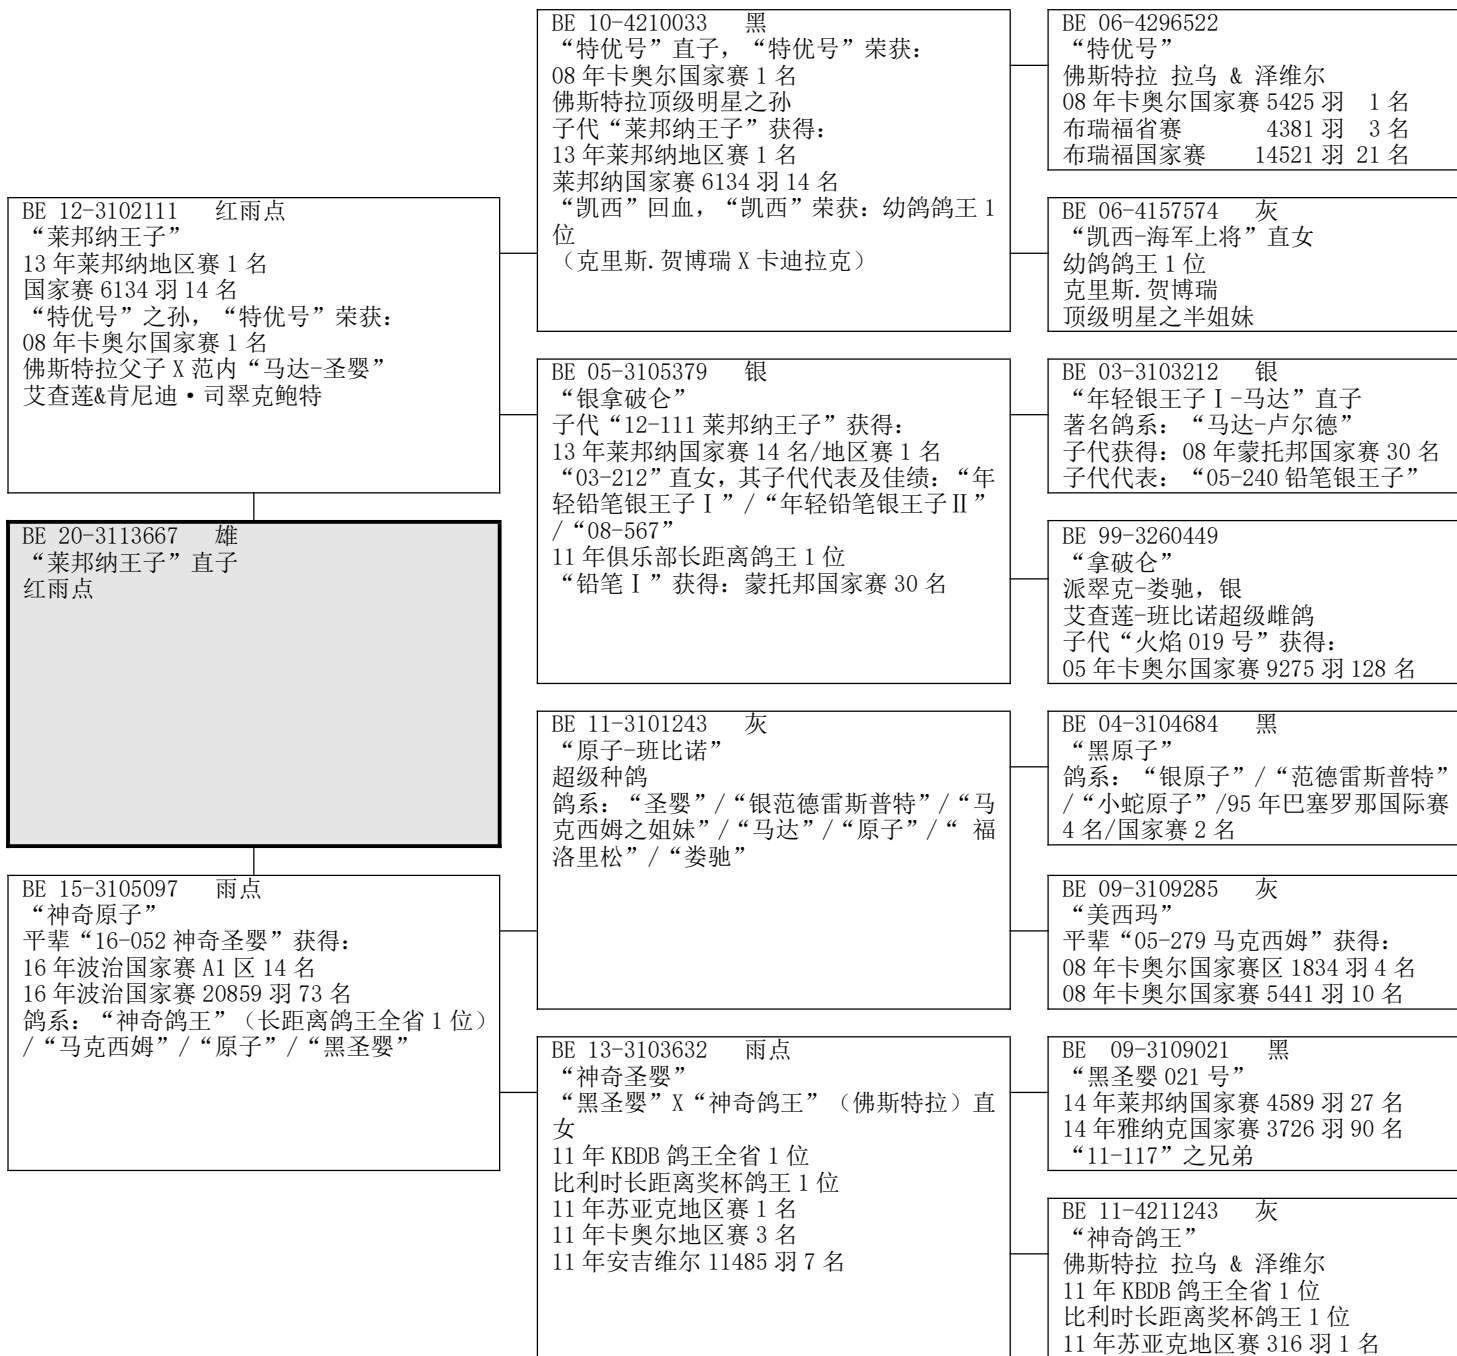 BE 12-3102111 红雨点
“莱邦纳王子”
13 年莱邦纳地区赛 1 名
国家赛 6134 羽 14 名
“特优号”之孙，“特优号”荣获：
08 年卡奥尔国家赛 1 名
佛斯特拉父子 X 范内“马达-圣婴”
艾查莲&肯尼迪·司翠克鲍特
BE 20-3113667 雄
“莱邦纳王子”直子
红雨点
BE 15-3105097 雨点
“神奇原子”
平辈“16-052 神奇圣婴”获得：
16 年波治国家赛 A1 区 14 名
16 年波治国家赛 20859 羽 73 名
鸽系：“神奇鸽王”（长距离鸽王全省 1 位）
/“马克西姆”/“原子”/“黑圣婴”
BE 10-4210033 黑
“特优号”直子，“特优号”荣获：
08 年卡奥尔国家赛 1 名
佛斯特拉顶级明星之孙
子代“莱邦纳王子”获得：
13 年莱邦纳地区赛 1 名
莱邦纳国家赛 6134 羽 14 名
“凯西”回血，“凯西”荣获：幼鸽鸽王 1
位
（克里斯.贺博瑞 X 卡迪拉克）
BE 05-3105379 银
“银拿破仑”
子代“12-111 莱邦纳王子”获得：
13 年莱邦纳国家赛 14 名/地区赛 1 名
“03-212”直女，其子代代表及佳绩：“年
轻铅笔银王子Ⅰ”/“年轻铅笔银王子Ⅱ”
/“08-567”
11 年俱乐部长距离鸽王 1 位
“铅笔Ⅰ”获得：蒙托邦国家赛 30 名
BE 11-3101243 灰
“原子-班比诺”
超级种鸽
鸽系：“圣婴”/“银范德雷斯普特”/“马
克西姆之姐妹”/“马达”/“原子”/“ 福
洛里松”/“娄驰”
BE 13-3103632 雨点
“神奇圣婴”
“黑圣婴”X“神奇鸽王”（佛斯特拉）直
女
11 年 KBDB 鸽王全省 1 位
比利时长距离奖杯鸽王 1 位
11 年苏亚克地区赛 1 名
11 年卡奥尔地区赛 3 名
11 年安吉维尔 11485 羽 7 名
BE 06-4296522
“特优号”
佛斯特拉 拉乌 & 泽维尔
08 年卡奥尔国家赛 5425 羽 1 名
布瑞福省赛 4381 羽 3 名
布瑞福国家赛 14521 羽 21 名
BE 06-4157574 灰
“凯西-海军上将”直女
幼鸽鸽王 1 位
克里斯.贺博瑞
顶级明星之半姐妹
BE 03-3103212 银
“年轻银王子Ⅰ-马达”直子
著名鸽系：“马达-卢尔德”
子代获得：08 年蒙托邦国家赛 30 名
子代代表：“05-240 铅笔银王子”
BE 99-3260449
“拿破仑”
派翠克-娄驰，银
艾查莲-班比诺超级雌鸽
子代“火焰 019 号”获得：
05 年卡奥尔国家赛 9275 羽 128 名
BE 04-3104684 黑
“黑原子”
鸽系：“银原子”/“范德雷斯普特”
/“小蛇原子”/95 年巴塞罗那国际赛
4 名/国家赛 2 名
BE 09-3109285 灰
“美西玛”
平辈“05-279 马克西姆”获得：
08 年卡奥尔国家赛区 1834 羽 4 名
08 年卡奥尔国家赛 5441 羽 10 名
BE 09-3109021 黑
“黑圣婴 021 号”
14 年莱邦纳国家赛 4589 羽 27 名
14 年雅纳克国家赛 3726 羽 90 名
“11-117”之兄弟
BE 11-4211243 灰
“神奇鸽王”
佛斯特拉 拉乌 & 泽维尔
11 年 KBDB 鸽王全省 1 位
比利时长距离奖杯鸽王 1 位
11 年苏亚克地区赛 316 羽 1 名